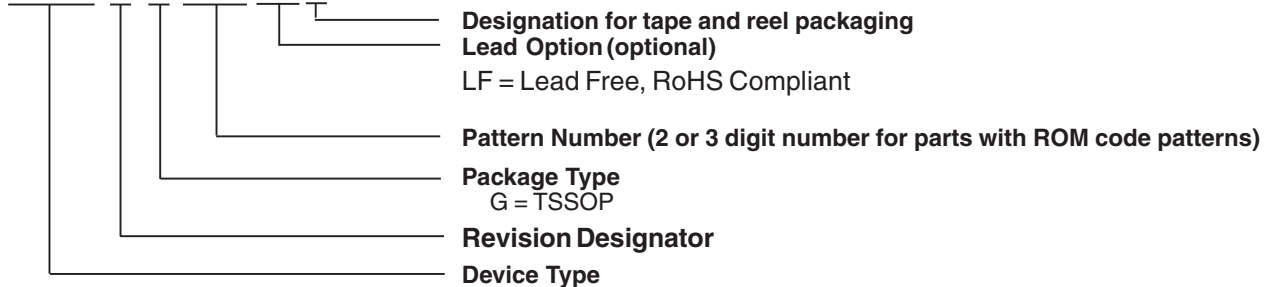 Designation for tape and reel packaging
Lead Option (optional)
LF = Lead Free, RoHS Compliant
Pattern Number (2 or 3 digit number for parts with ROM code patterns)
Package Type
G = TSSOP
Revision Designator
Device Type